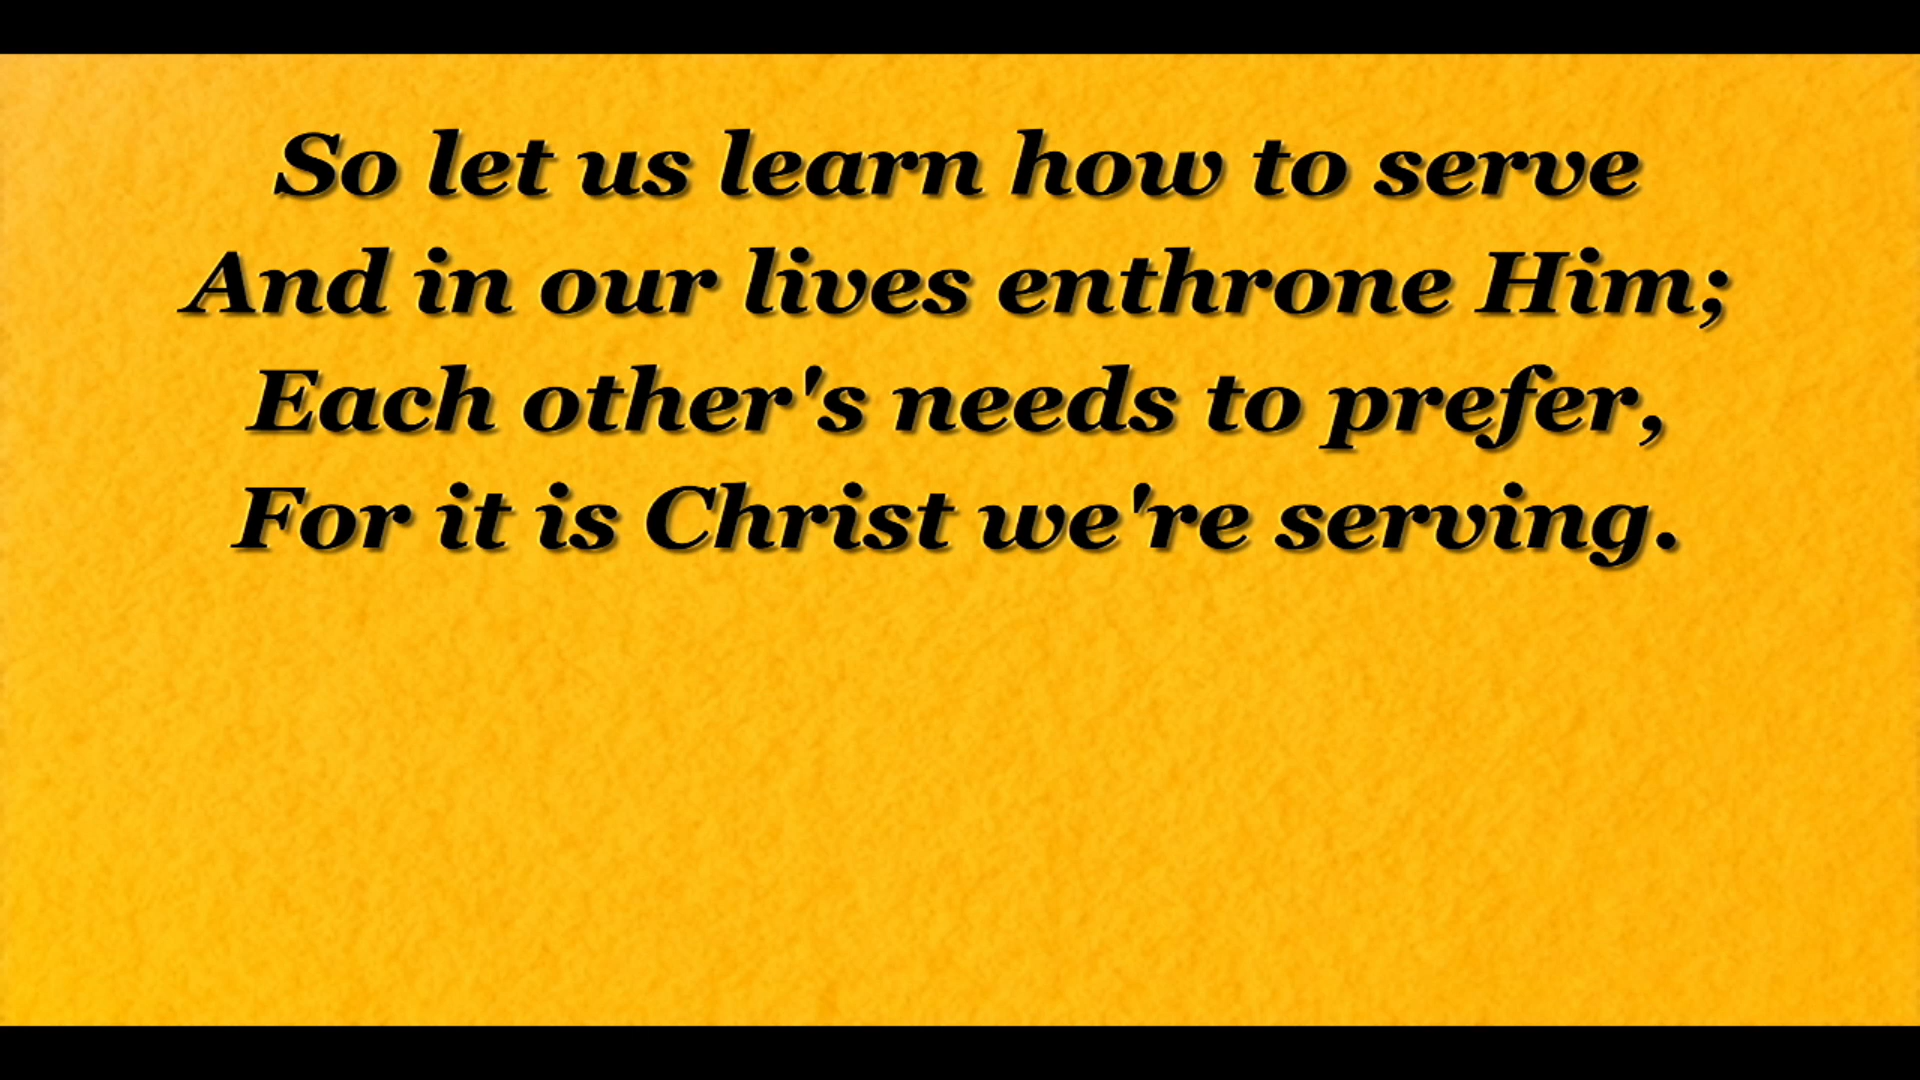 So let us learn how to serve
And in our lives enthrone Him;
Each other's needs to prefer,
For it is Christ we're serving.